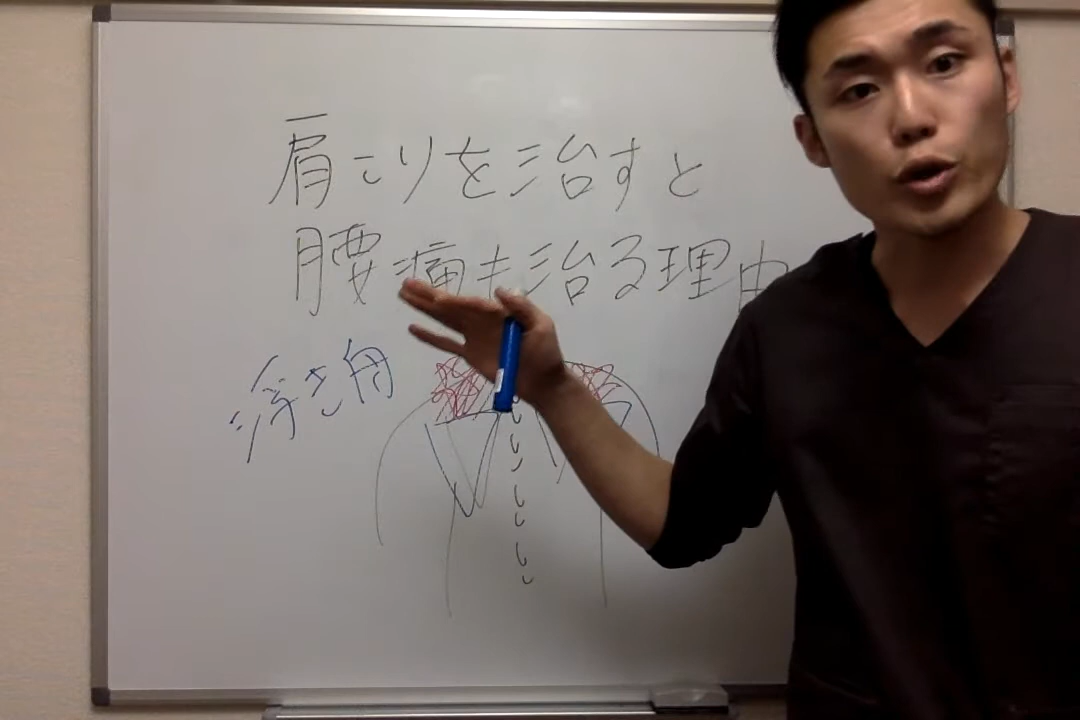 肩こりを治すと
腰痛も治る理由
浮き肩